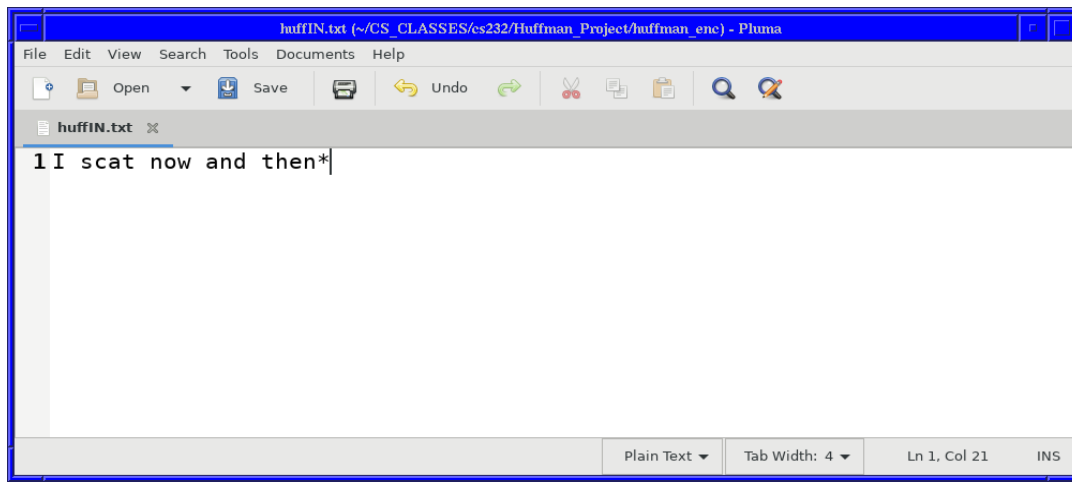 huffIN.txt (~/CS_CLASSES/cs232/Huffman_Project/huffman_enc) - Pluma
File Edit View Search Tools Documents Help
Open Save Undo
huffIN.txt
1 I scat now and then*
Plain Text Tab Width: 4 Ln 1, Col 21 INS